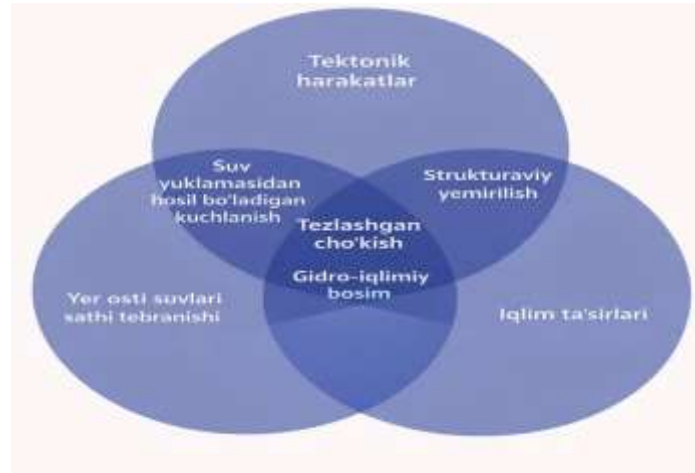 Tektonik
harakatlar
Suv
yuklamasidan
hosil bo'ladigan
kuchlanish
Strukturaviy
yemirilish
Tezlashgan
cho'kish
Gidro-iqlimiy
bosim
Yer osti suvlari
sathi tebranishi
Iqlim ta'sirlari